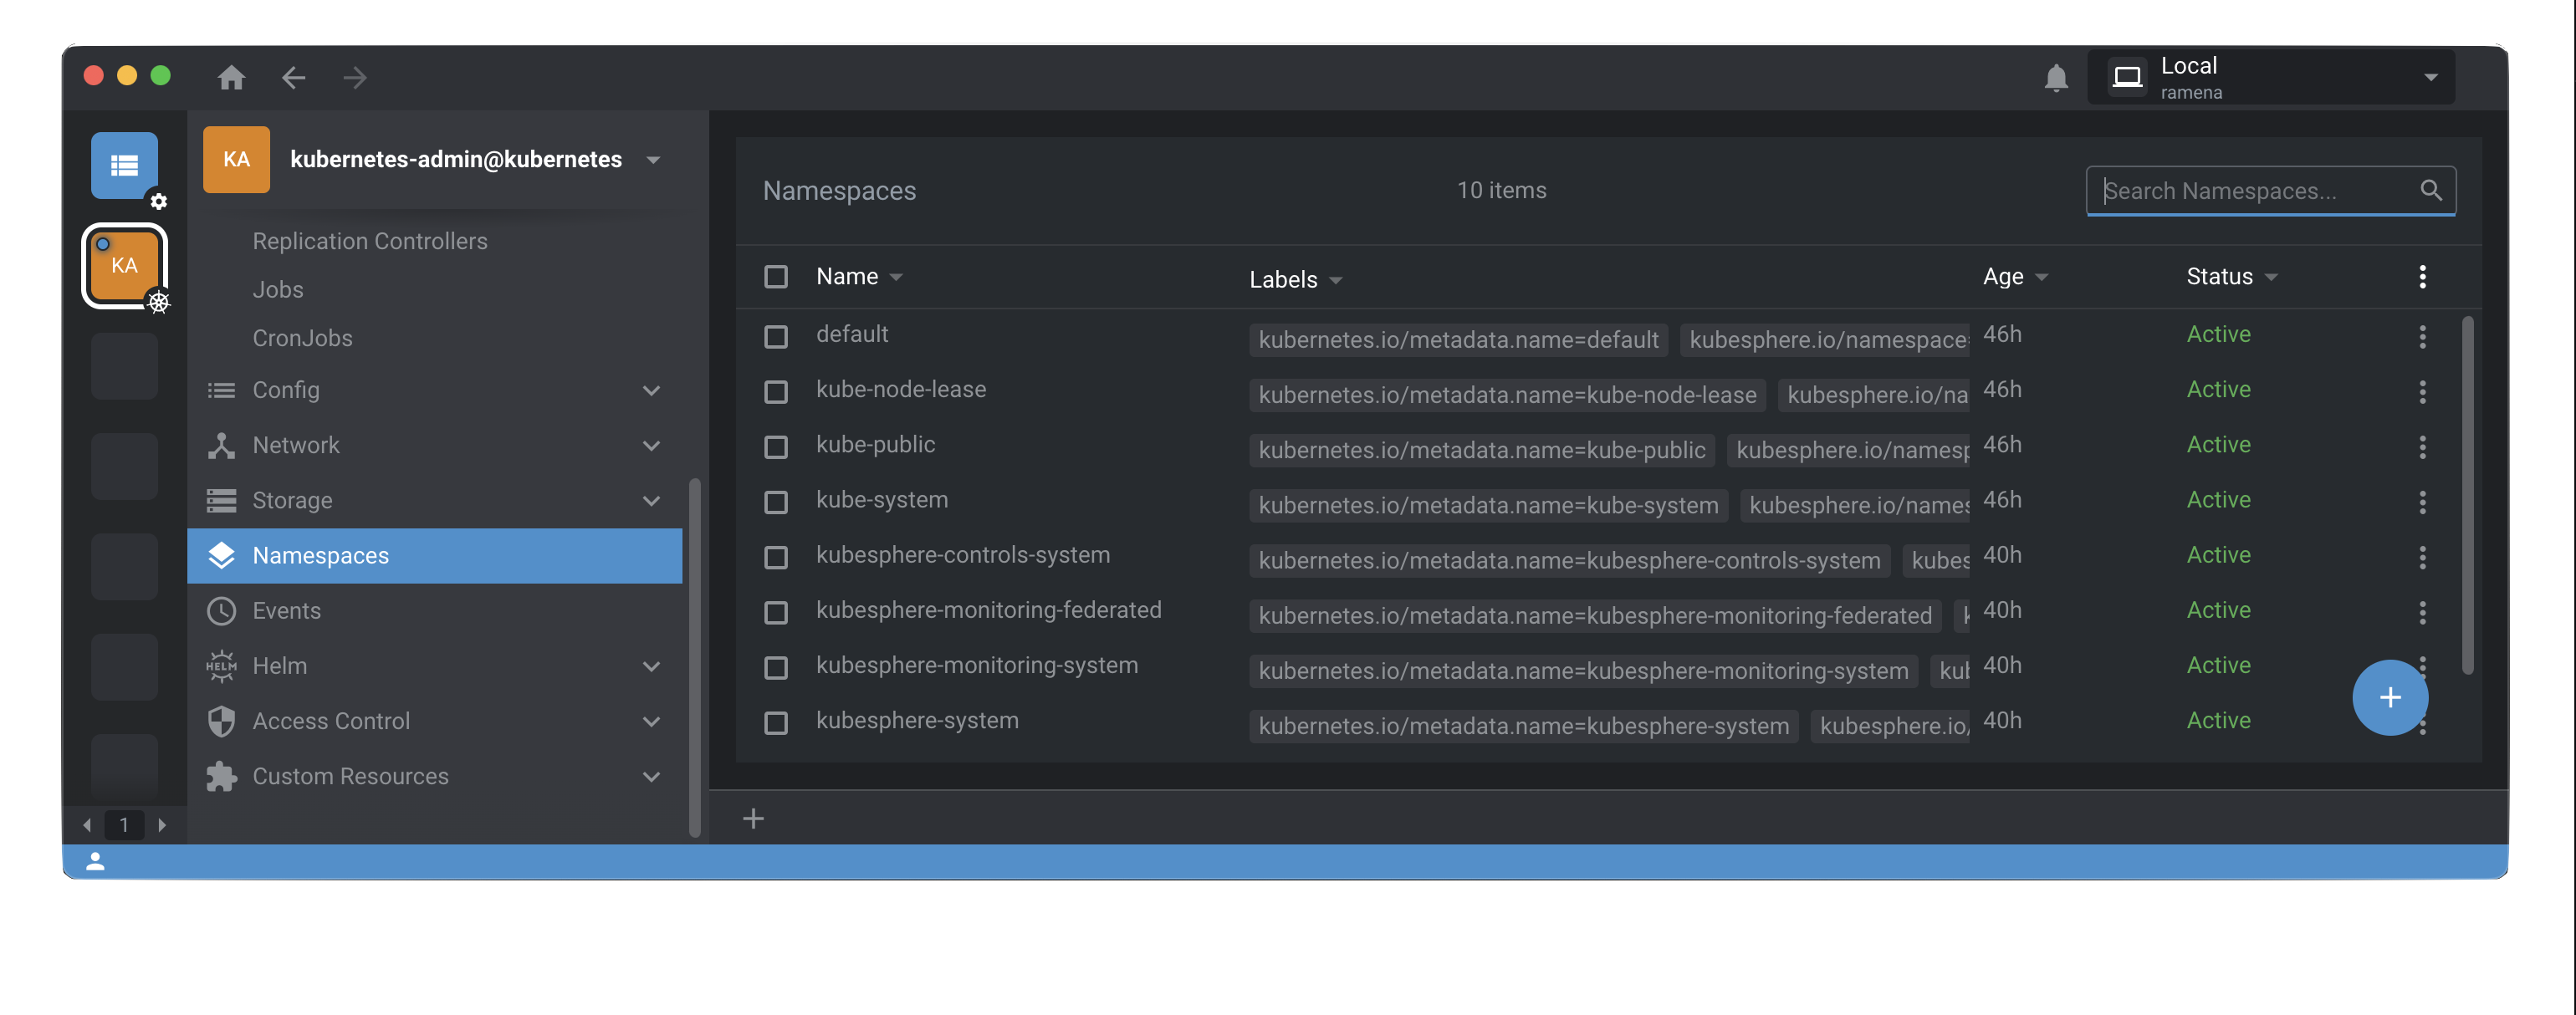 Local
ramena
KA
kubernetes-admin@kubernetes
KA
Replication Controllers
Jobs
CronJobs
Config
Network
Storage
Namespaces
Events
HELM
Helm
Access Control
Custom Resources
1
Namespaces
10 items
Search Namespaces...
Name
Labels
Age
Status
default kubernetes.io/metadata.name=default kubesphere.io/namespace= 46h Active
kube-node-lease kubernetes.io/metadata.name=kube-node-lease kubesphere.io/na 46h Active
kube-public kubernetes.io/metadata.name=kube-public kubesphere.io/namesp 46h Active
kube-system kubernetes.io/metadata.name=kube-system kubesphere.io/names 46h Active
kubesphere-controls-system kubernetes.io/metadata.name=kubesphere-controls-system kubes 40h Active
kubesphere-monitoring-federated kubernetes.io/metadata.name=kubesphere-monitoring-federated k 40h Active
kubesphere-monitoring-system kubernetes.io/metadata.name=kubesphere-monitoring-system kub 40h Active
kubesphere-system kubernetes.io/metadata.name=kubesphere-system kubesphere.io/ 40h Active